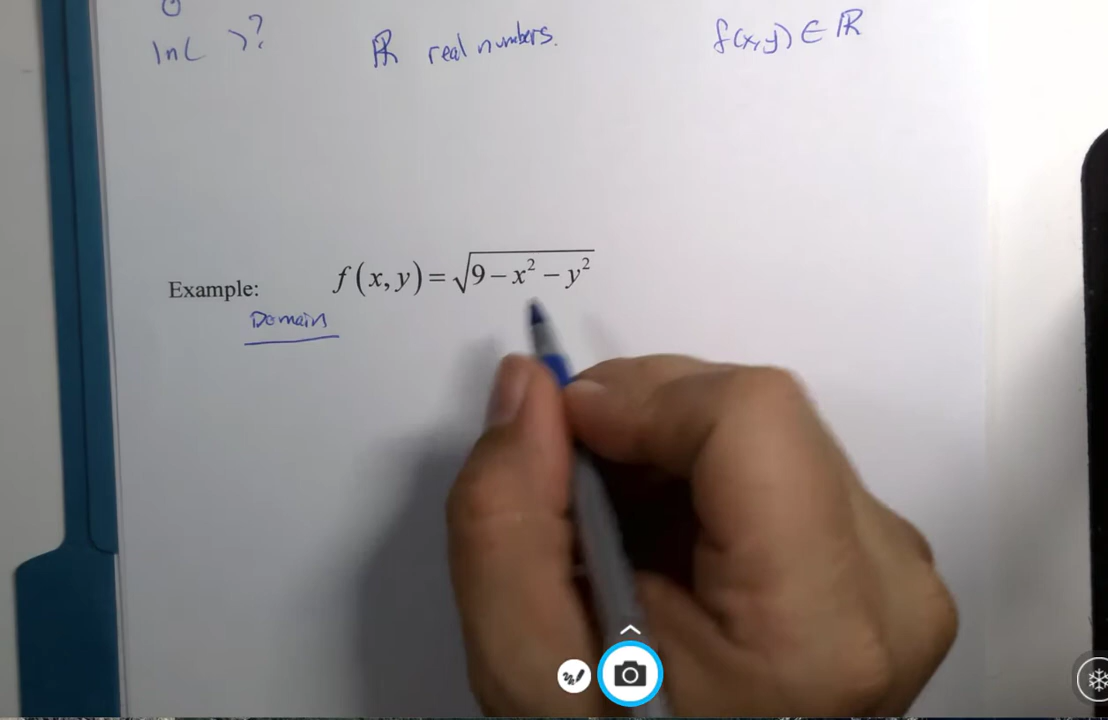 ln( )? ℝ real numbers. f(x,y) ∈ ℝ
Example: f(x,y)=√(9−x²−y²)
Domain